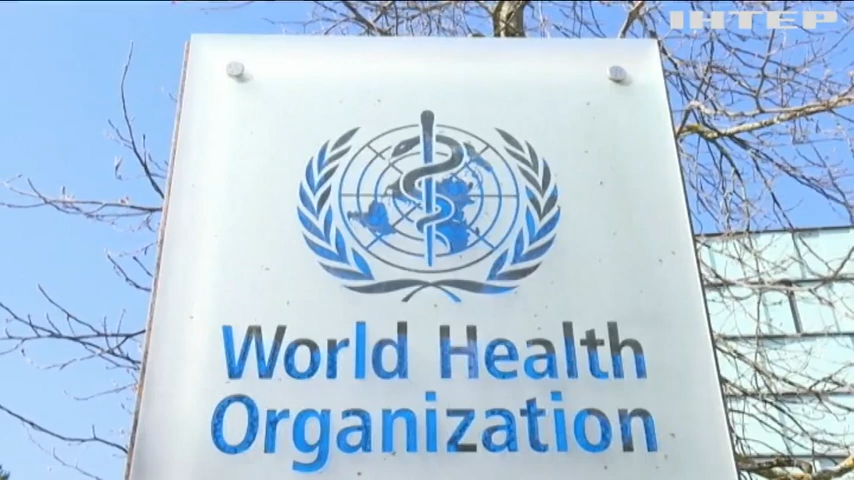 ІНТЕР
World Health
Organization